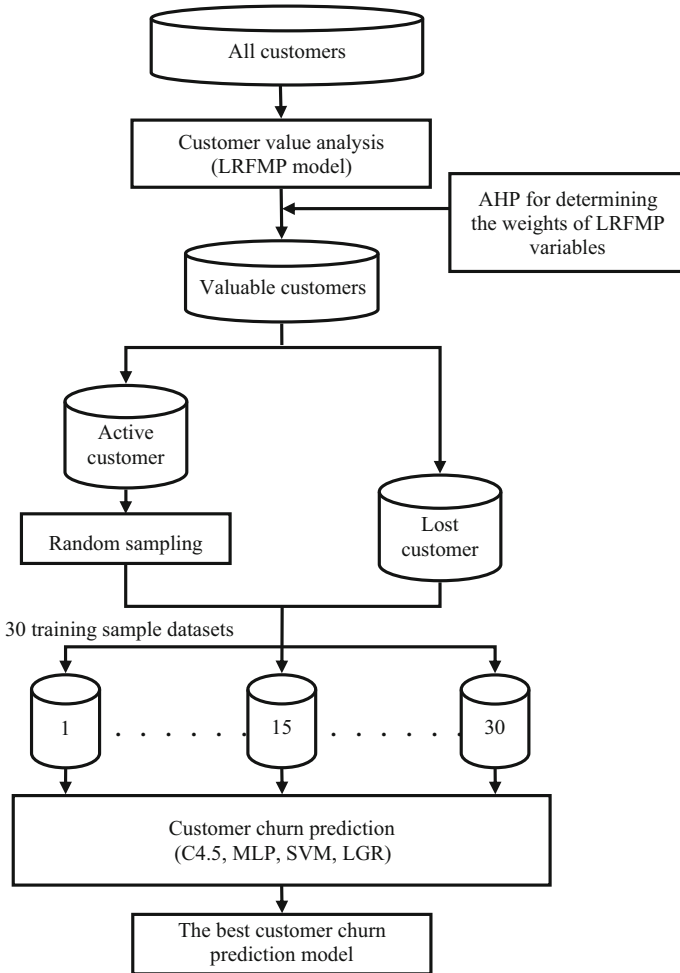 All customers
Customer value analysis
(LRFMP model)
AHP for determining
the weights of LRFMP
variables
Valuable customers
Active
customer
Lost
customer
Random sampling
30 training sample datasets
1 . . . . . . 15 . . . . . . 30
Customer churn prediction
(C4.5, MLP, SVM, LGR)
The best customer churn
prediction model